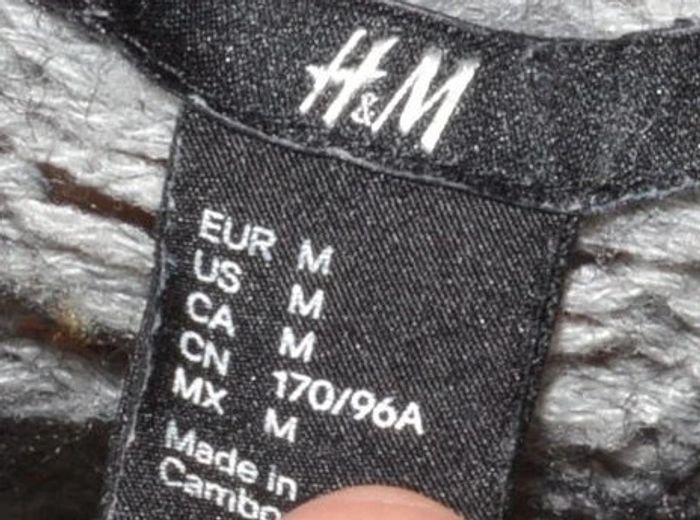 H&M
EUR M
US M
CA M
CN 170/96A
MX M
Made in